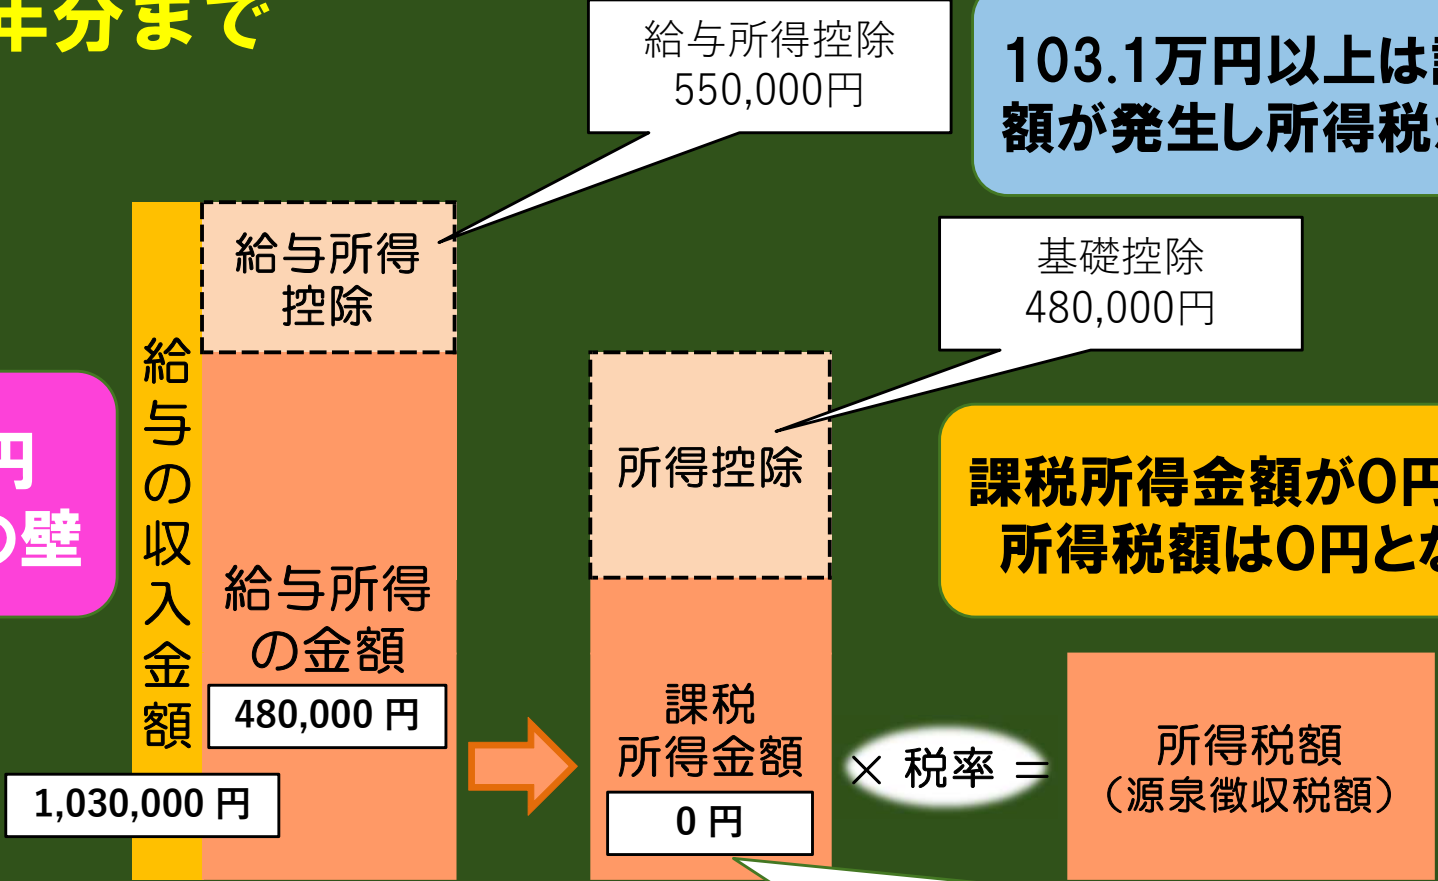 年分まで
給与所得控除
550,000円
103.1万円以上は
額が発生し所得税
給与所得
控除
基礎控除
480,000円
円
の壁
給与の収入金額
所得控除
課税所得金額が0円
所得税額は0円とな
給与所得
の金額
480,000 円
1,030,000 円
課税
所得金額
0 円
× 税率 =
所得税額
(源泉徴収税額)